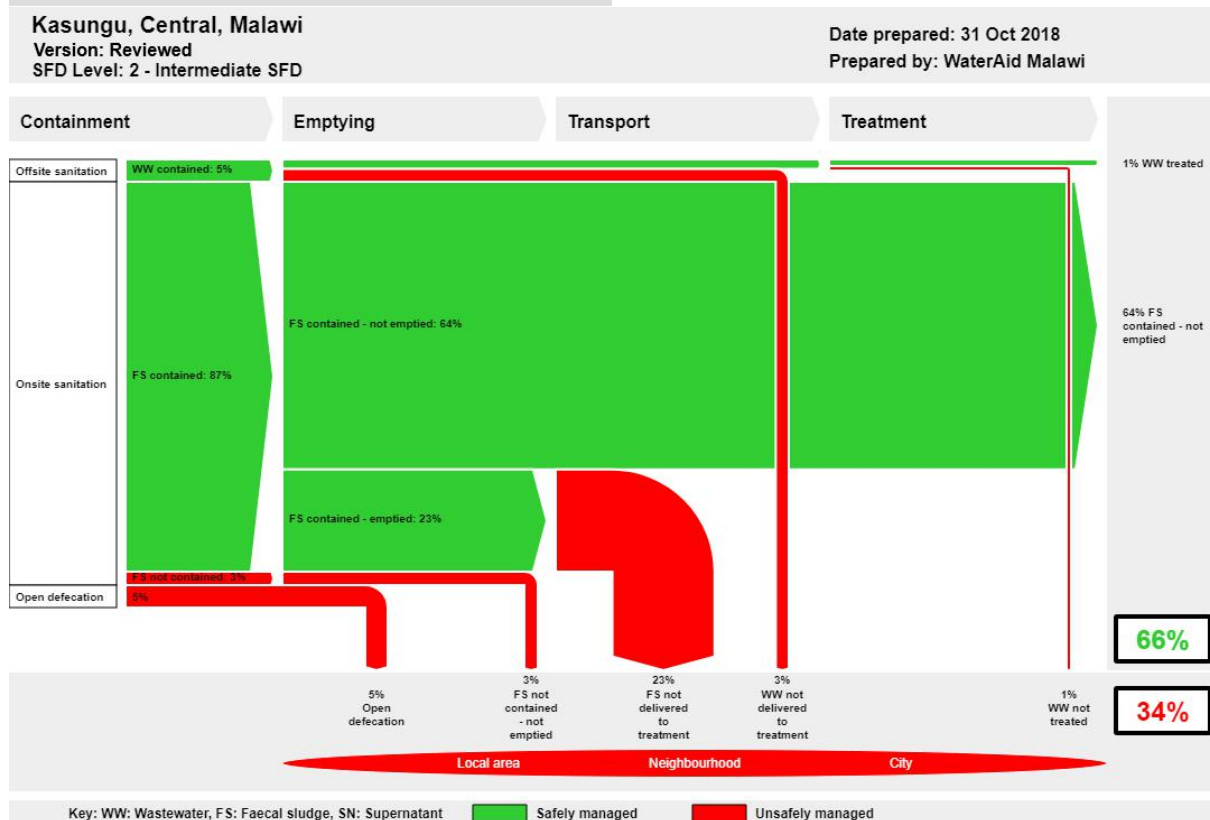 Kasungu, Central, Malawi
Version: Reviewed
SFD Level: 2 - Intermediate SFD
Date prepared: 31 Oct 2018
Prepared by: WaterAid Malawi
Containment
Emptying
Transport
Treatment
Offsite sanitation
WW contained: 5%
1% WW treated
FS contained - not emptied: 64%
64% FS
contained - not
emptied
Onsite sanitation
FS contained: 87%
FS contained - emptied: 23%
FS not contained: 3%
Open defecation
5%
66%
5%
Open
defecation
3%
FS not
contained
- not
emptied
23%
FS not
delivered
to
treatment
3%
WW not
delivered
to
treatment
1%
WW not
treated
34%
Local area
Neighbourhood
City
Key: WW: Wastewater, FS: Faecal sludge, SN: Supernatant
Safely managed
Unsafely managed